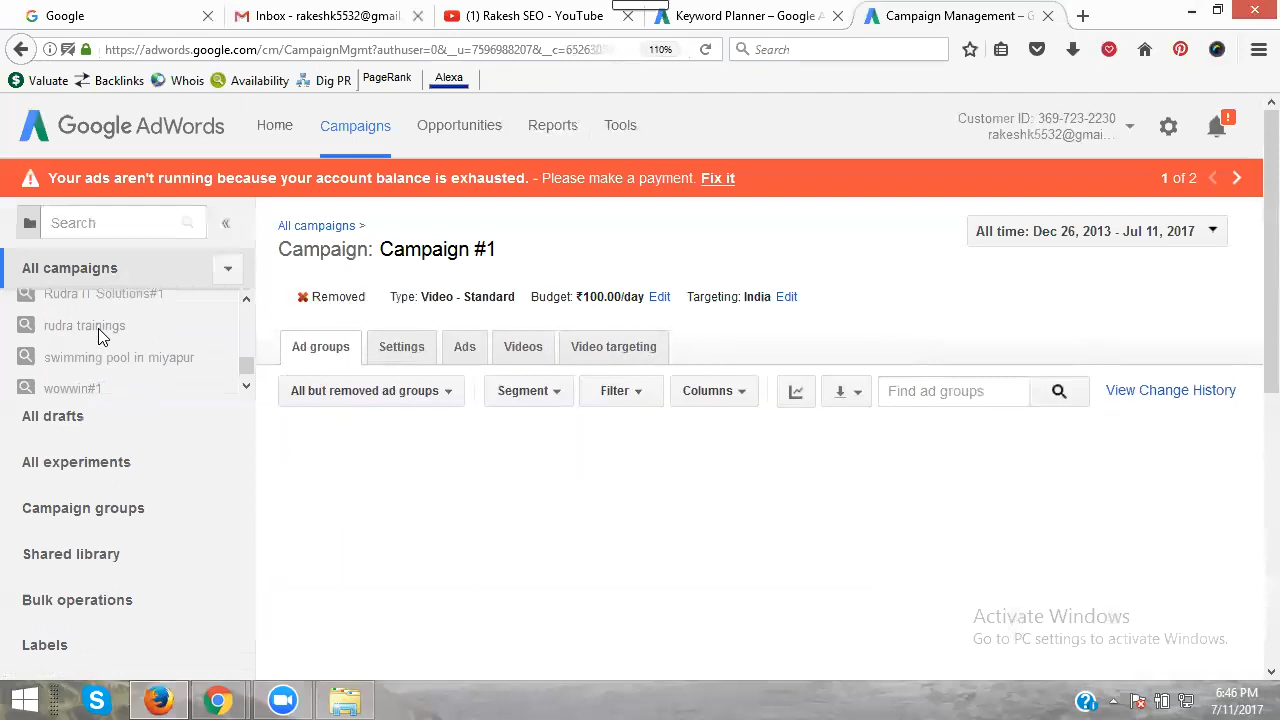 Google
Inbox - rakeshk5532@gmai
(1) Rakesh SEO - YouTube
Keyword Planner - Google A
Campaign Management – G
https://adwords.google.com/cm/CampaignMgmt?authuser=0&__u=7596988207&__c=652630
110%
Search
Valuate
Backlinks
Whois
Availability
Dig PR
PageRank
Alexa
Google AdWords
Home
Campaigns
Opportunities
Reports
Tools
Customer ID: 369-723-2230
rakeshk5532@gmai...
!
Your ads aren't running because your account balance is exhausted. - Please make a payment. Fix it
1 of 2
Search
«
All campaigns >
Campaign: Campaign #1
All time: Dec 26, 2013 - Jul 11, 2017
All campaigns
Removed Type: Video - Standard Budget: ₹100.00/day Edit Targeting: India Edit
Rudra IT Solutions#1
rudra trainings
swimming pool in miyapur
wowwin#1
Ad groups
Settings
Ads
Videos
Video targeting
All but removed ad groups
Segment
Filter
Columns
Find ad groups
View Change History
All drafts
All experiments
Campaign groups
Shared library
Bulk operations
Labels
Activate Windows
Go to PC settings to activate Windows.
6:46 PM
7/11/2017